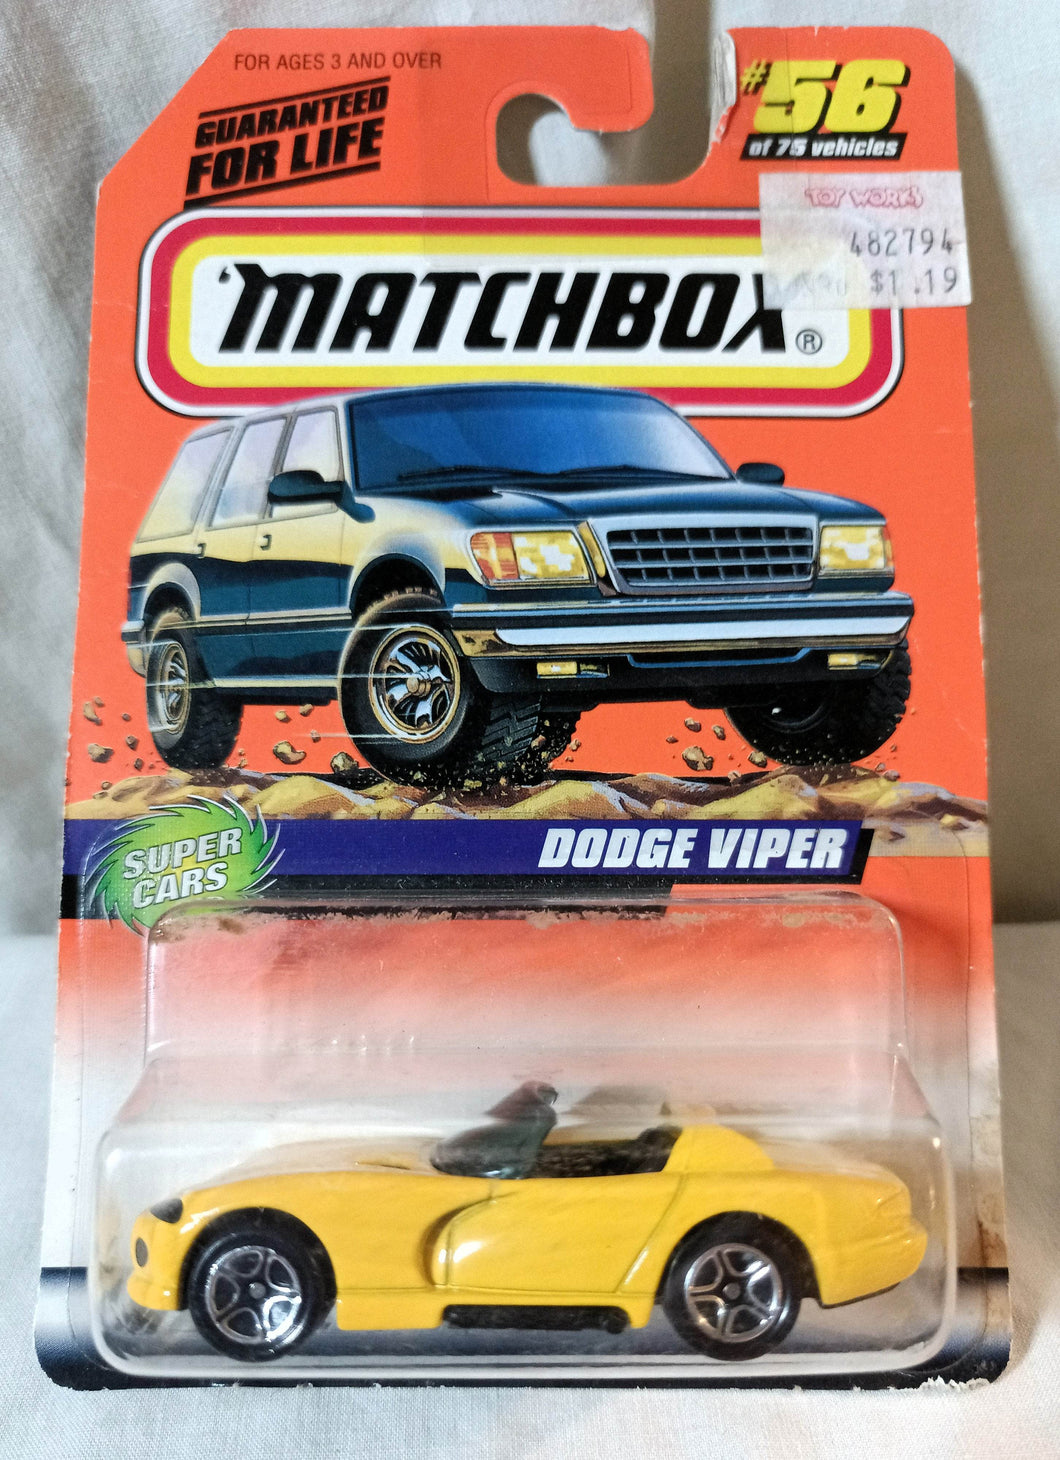 FOR AGES 3 AND OVER
GUARANTEED
FOR LIFE
#56
of 75 vehicles
TOY WORKS
482794
$1.19
'MATCHBOX®
DODGE VIPER
SUPER
CARS